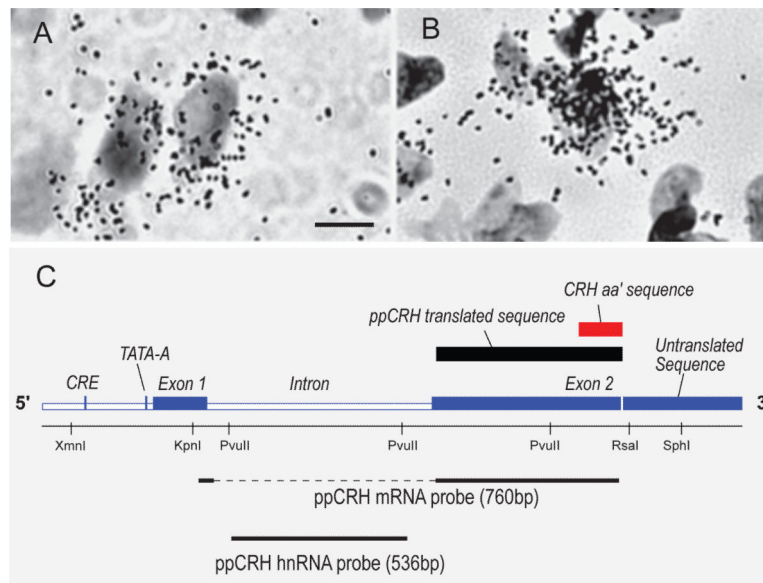 A
B
C
CRH aa' sequence
ppCRH translated sequence
Untranslated
Sequence
TATA-A
CRE
Exon 1
Intron
Exon 2
5'
3'
XmnI
KpnI
PvuII
PvuII
PvuII
RsaI
SphI
ppCRH mRNA probe (760bp)
ppCRH hnRNA probe (536bp)